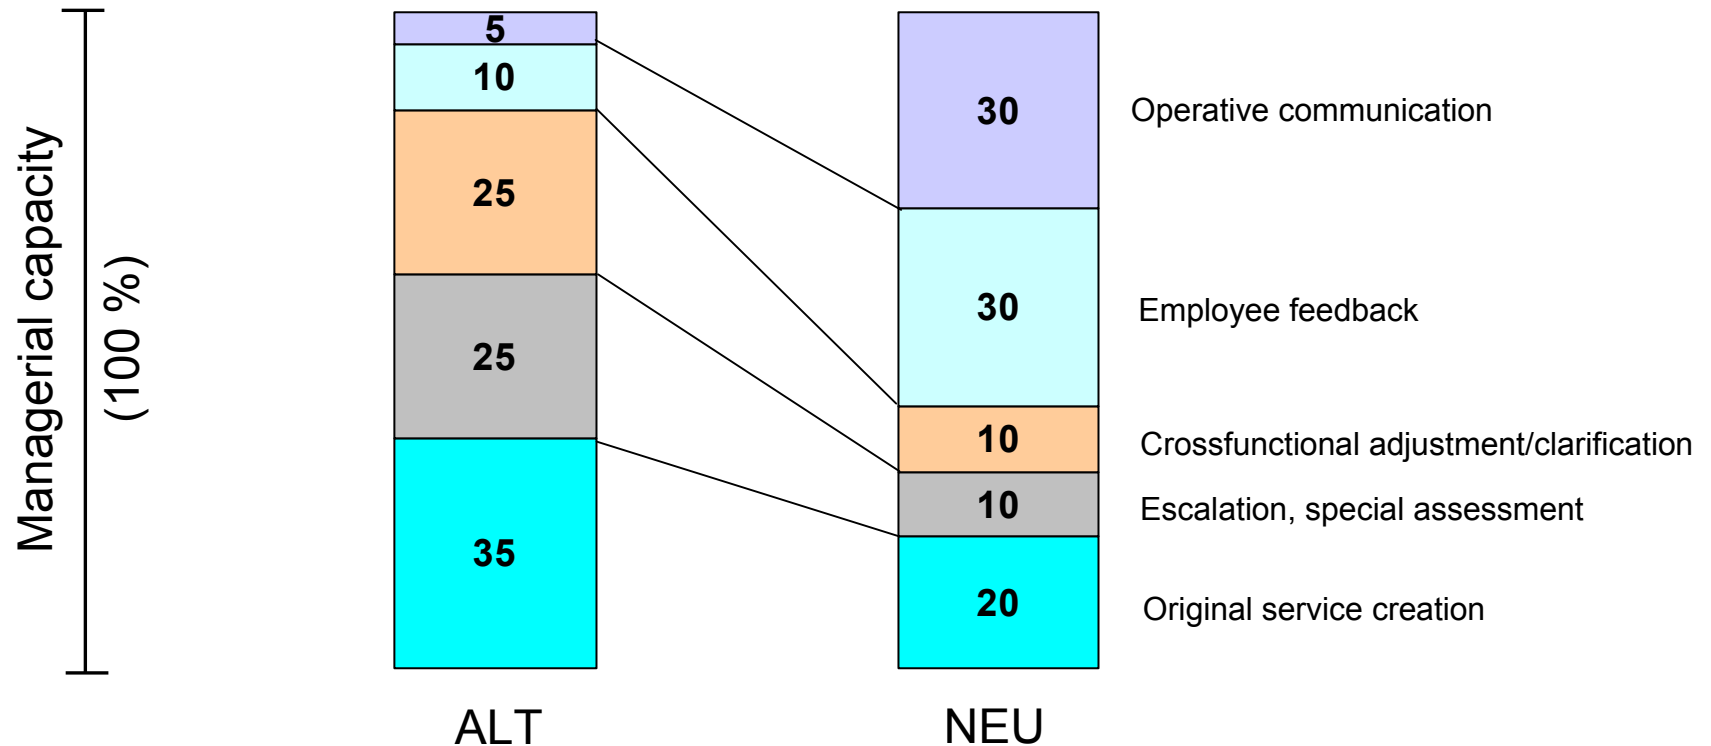 Managerial capacity
(100 %)
5
10
25
25
35
ALT
30
30
10
10
20
NEU
Operative communication
Employee feedback
Crossfunctional adjustment/clarification
Escalation, special assessment
Original service creation